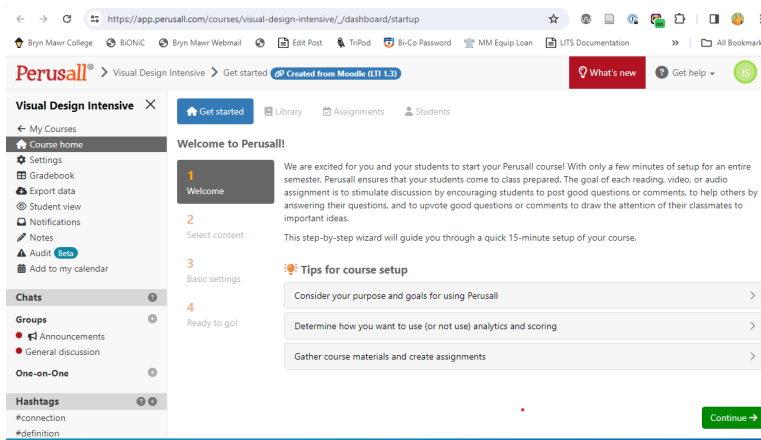 https://app.perusall.com/courses/visual-design-intensive/_/dashboard/startup
Bryn Mawr College BiONiC Bryn Mawr Webmail Edit Post TriPod Bi-Co Password MM Equip Loan LITS Documentation » All Bookmark
Perusall® > Visual Design Intensive > Get started Created from Moodle (LTI 1.3) What's new Get help JS
Visual Design Intensive
← My Courses
Course home
Settings
Gradebook
Export data
Student view
Notifications
Notes
Audit Beta
Add to my calendar
Chats
Groups
Announcements
General discussion
One-on-One
Hashtags
#connection
#definition
Get started Library Assignments Students
Welcome to Perusall!
1
Welcome
2
Select content
3
Basic settings
4
Ready to go!
We are excited for you and your students to start your Perusall course! With only a few minutes of setup for an entire
semester, Perusall ensures that your students come to class prepared. The goal of each reading, video, or audio
assignment is to stimulate discussion by encouraging students to post good questions or comments, to help others by
answering their questions, and to upvote good questions or comments to draw the attention of their classmates to
important ideas.
This step-by-step wizard will guide you through a quick 15-minute setup of your course.
Tips for course setup
Consider your purpose and goals for using Perusall
Determine how you want to use (or not use) analytics and scoring
Gather course materials and create assignments
Continue →